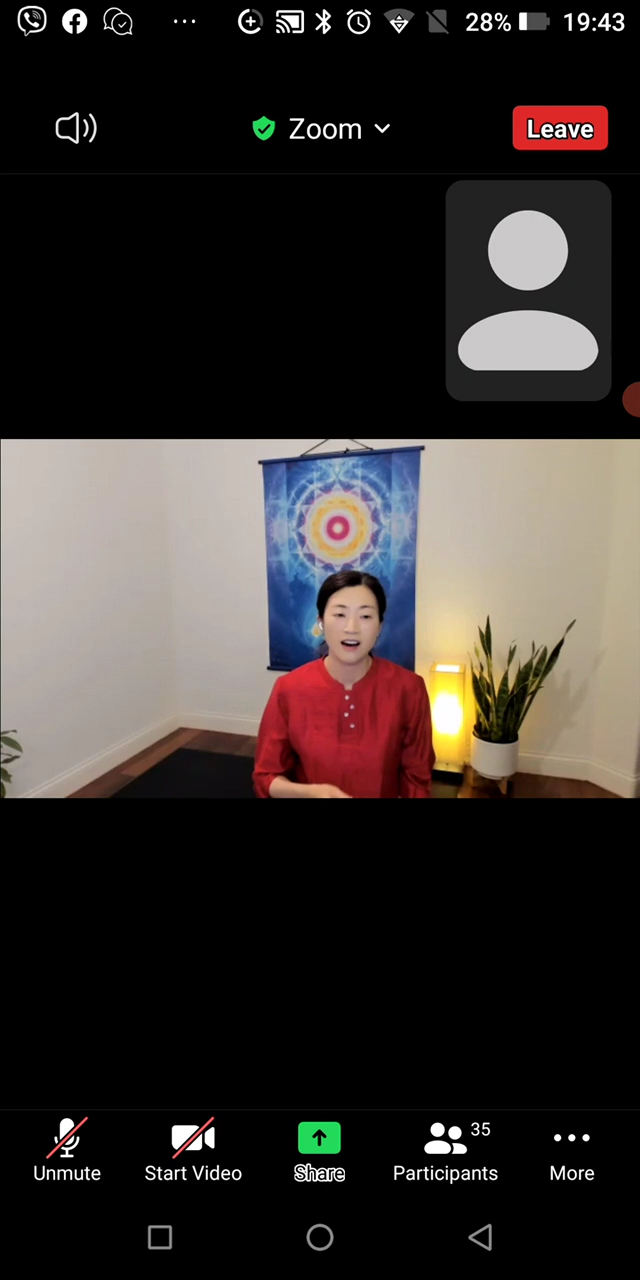 28% 19:43
Zoom
Leave
35
Unmute
Start Video
Share
Participants
More